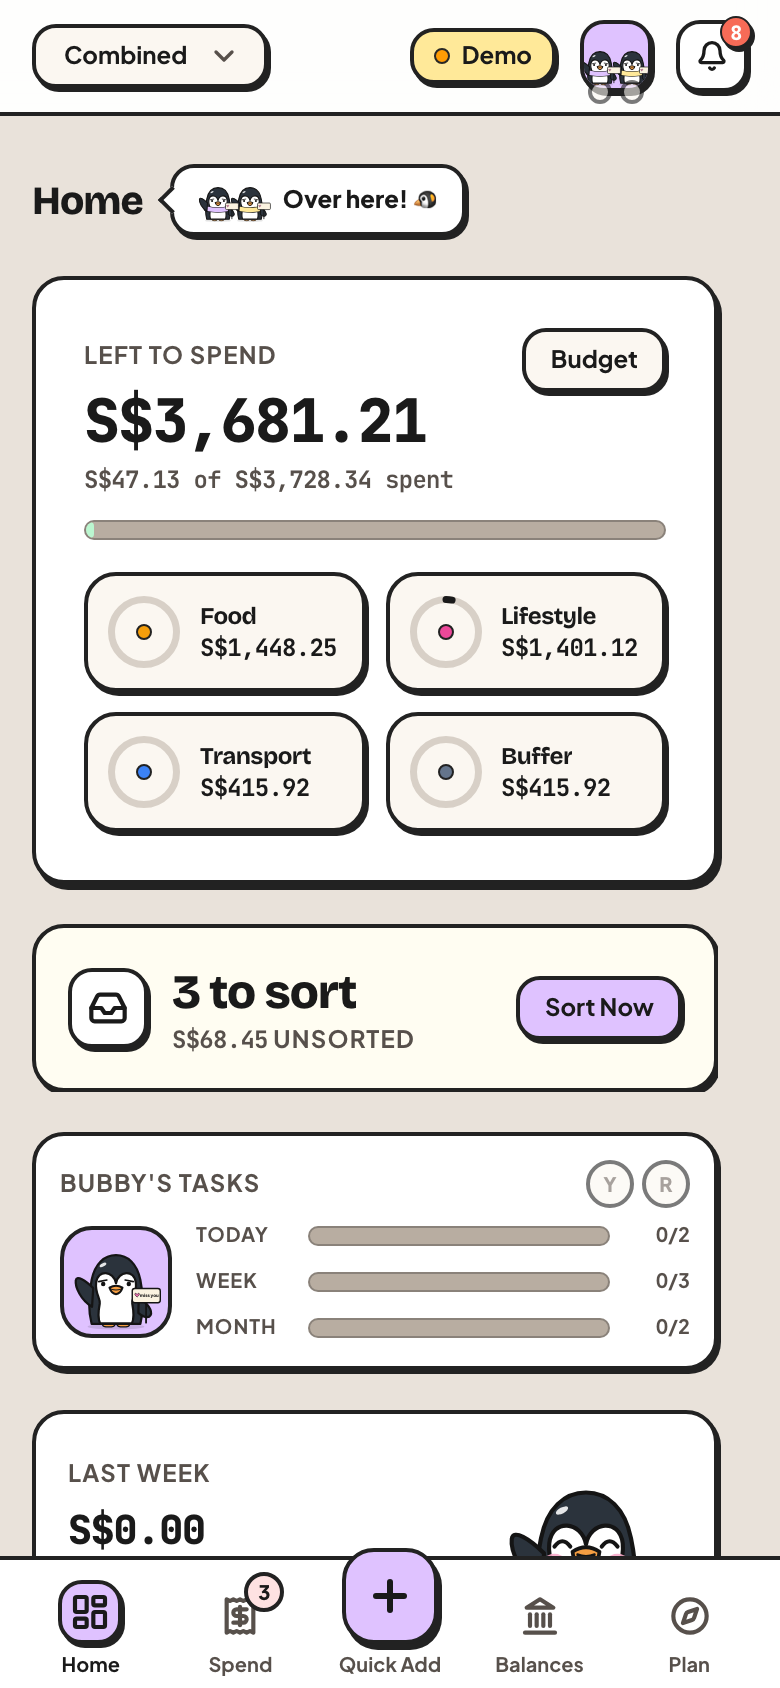 Combined
Demo
8
Home
Over here!
LEFT TO SPEND
Budget
S$3,681.21
S$47.13 of S$3,728.34 spent
Food
S$1,448.25
Lifestyle
S$1,401.12
Transport
S$415.92
Buffer
S$415.92
3 to sort
S$68.45 UNSORTED
Sort Now
BUBBY'S TASKS
Y
R
miss you
TODAY
0/2
WEEK
0/3
MONTH
0/2
LAST WEEK
S$0.00
3
Home
Spend
Quick Add
Balances
Plan